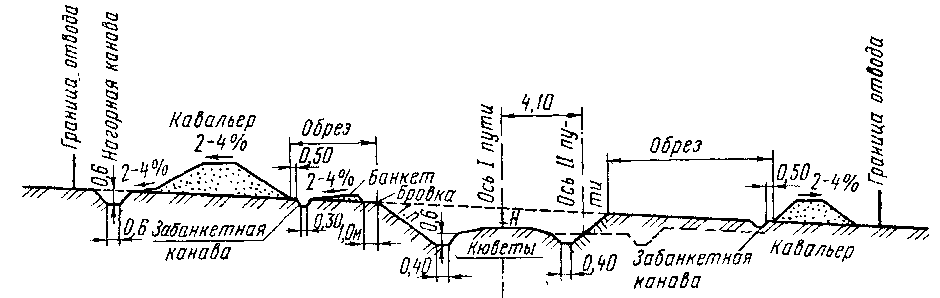 Граница отвода
0,6 Нагорная канава
Кавальер
2-4%
2-4%
Обрез
0,50
2-4%
Банкет
Бровка
0,6
Забанкетная
канава
0,30
1,0м
0,6
0,40
Кюветы
0,40
Н
4,10
Ось I пути
Ось II пу-
ти
Обрез
0,50
2-4%
Граница отвода
Забанкетная
канава
Кавальер